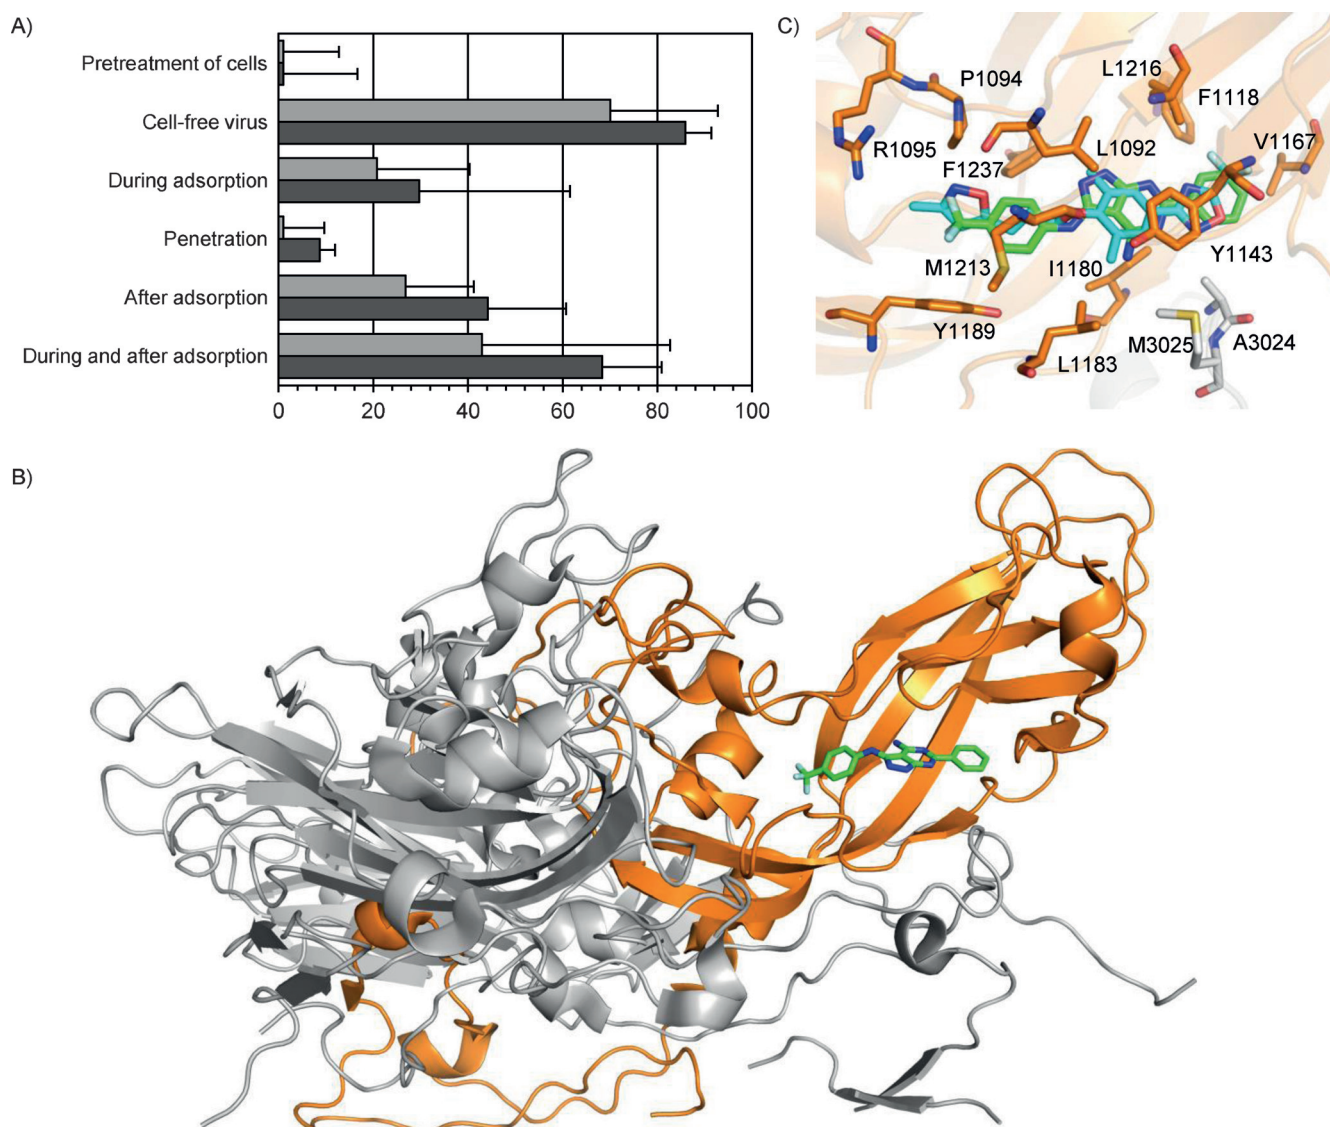 A)
Pretreatment of cells
Cell-free virus
During adsorption
Penetration
After adsorption
During and after adsorption
0 20 40 60 80 100
C)
P1094
L1216
F1118
R1095
F1237
L1092
V1167
M1213
I1180
Y1143
Y1189
L1183
M3025
A3024
B)